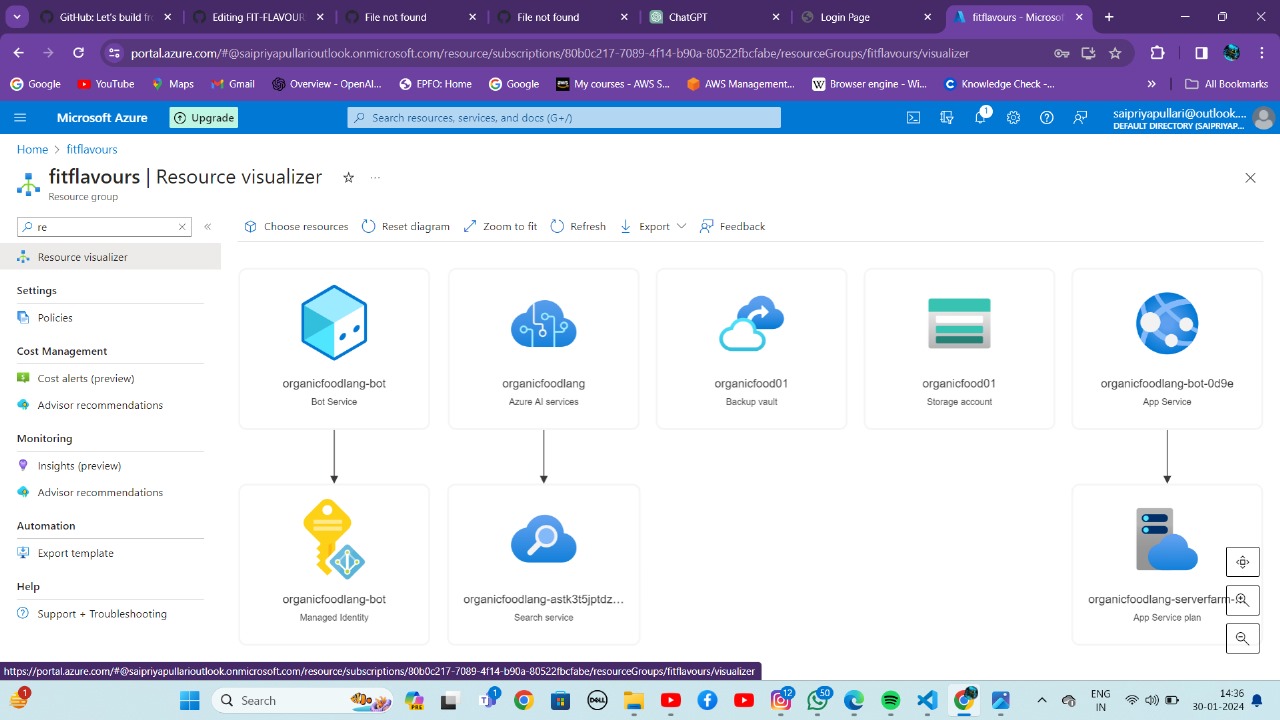 GitHub: Let's build fr
Editing FIT-FLAVOUR
File not found
File not found
ChatGPT
Login Page
fitflavours - Microsof
portal.azure.com/#@saipriyapullarioutlook.onmicrosoft.com/resource/subscriptions/80b0c217-7089-4f14-b90a-80522fbcfabe/resourceGroups/fitflavours/visualizer
Google
YouTube
Maps
Gmail
Overview - OpenAI...
EPFO: Home
Google
My courses - AWS S...
AWS Management...
Browser engine - Wi...
Knowledge Check -...
All Bookmarks
Microsoft Azure
Upgrade
Search resources, services, and docs (G+/)
1
saipriyapullari@outlook....
DEFAULT DIRECTORY (SAIPRIYAP...
Home > fitflavours
fitflavours | Resource visualizer
Resource group
re
Choose resources
Reset diagram
Zoom to fit
Refresh
Export
Feedback
Resource visualizer
Settings
Policies
Cost Management
Cost alerts (preview)
Advisor recommendations
Monitoring
Insights (preview)
Advisor recommendations
Automation
Export template
Help
Support + Troubleshooting
organicfoodlang-bot
Bot Service
organicfoodlang
Azure AI services
organicfood01
Backup vault
organicfood01
Storage account
organicfoodlang-bot-0d9e
App Service
organicfoodlang-bot
Managed Identity
organicfoodlang-astk3t5jptdz...
Search service
organicfoodlang-serverfarm-...
App Service plan
https://portal.azure.com/#@saipriyapullarioutlook.onmicrosoft.com/resource/subscriptions/80b0c217-7089-4f14-b90a-80522fbcfabe/resourceGroups/fitflavours/visualizer
1
Search
PRE
1
DELL
12
50
ENG
IN
14:36
30-01-2024